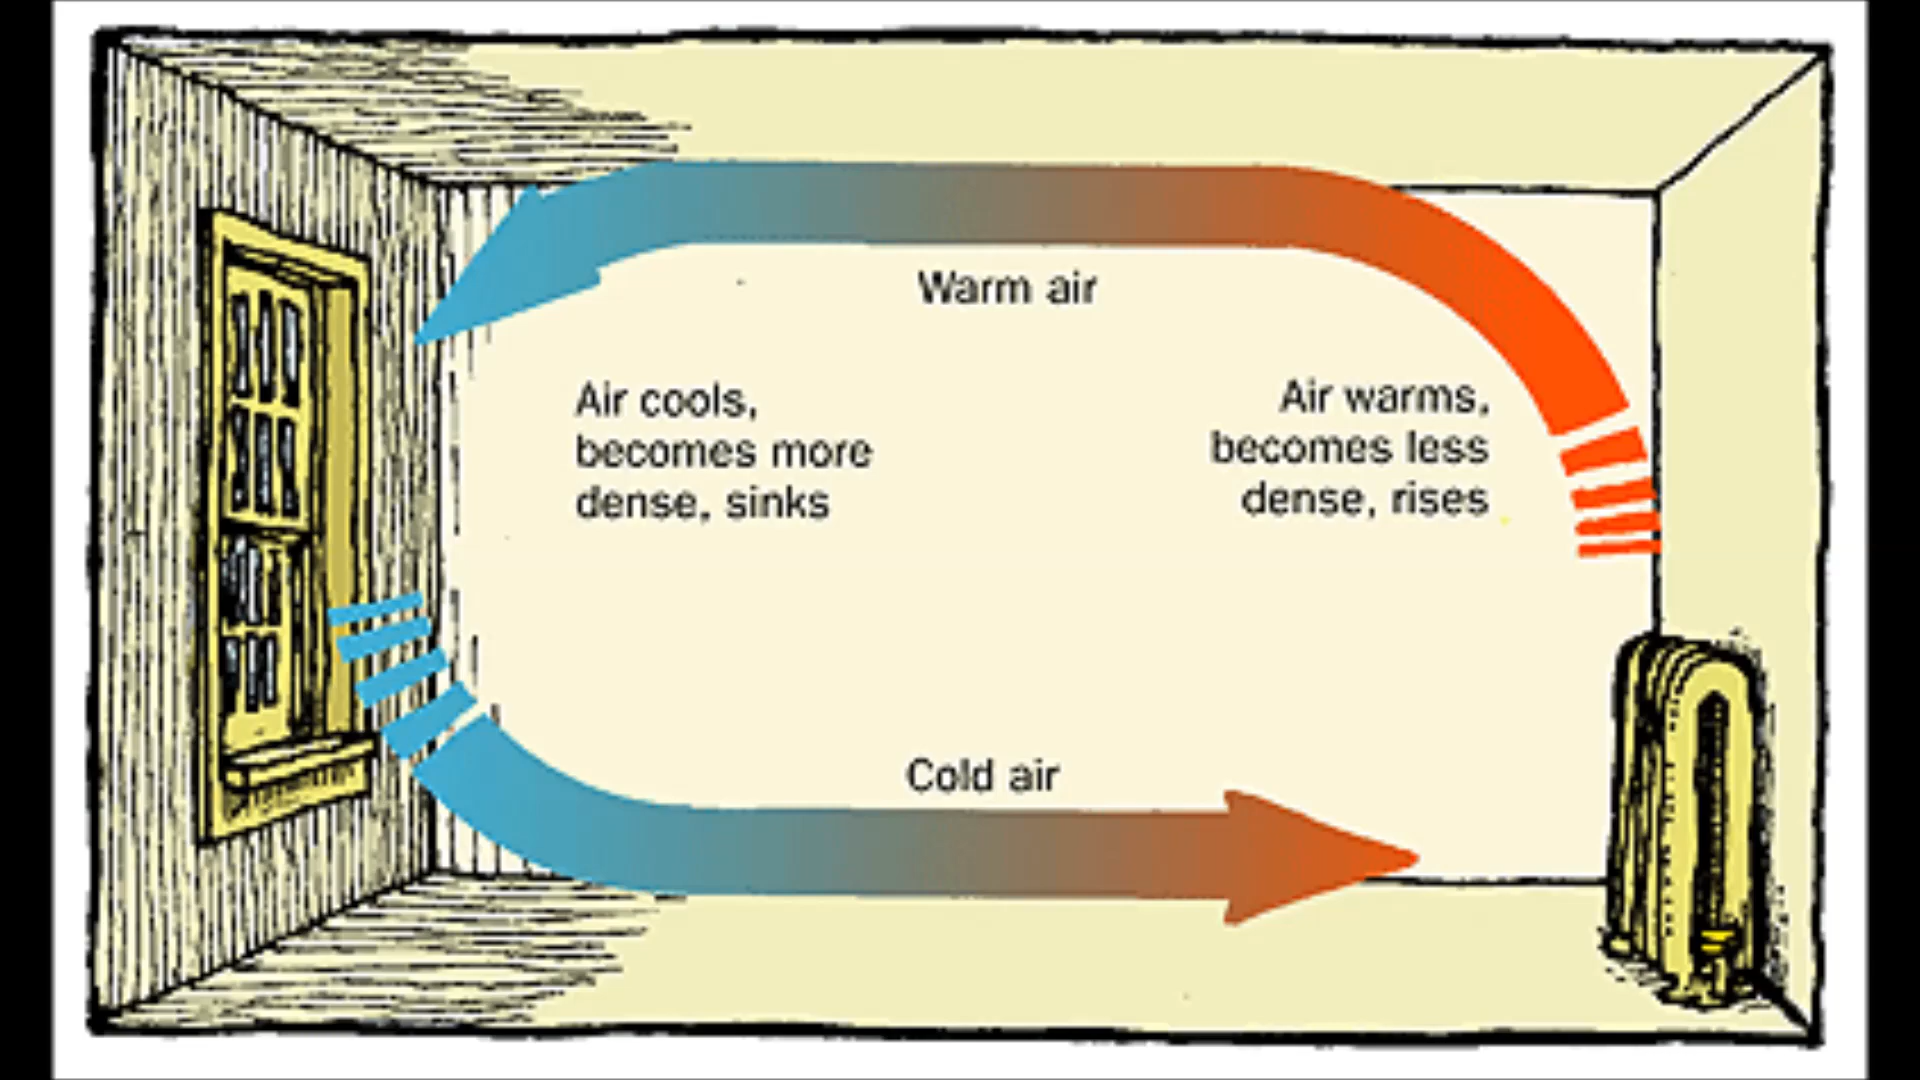 Warm air
Air cools,
becomes more
dense, sinks
Air warms,
becomes less
dense, rises
Cold air